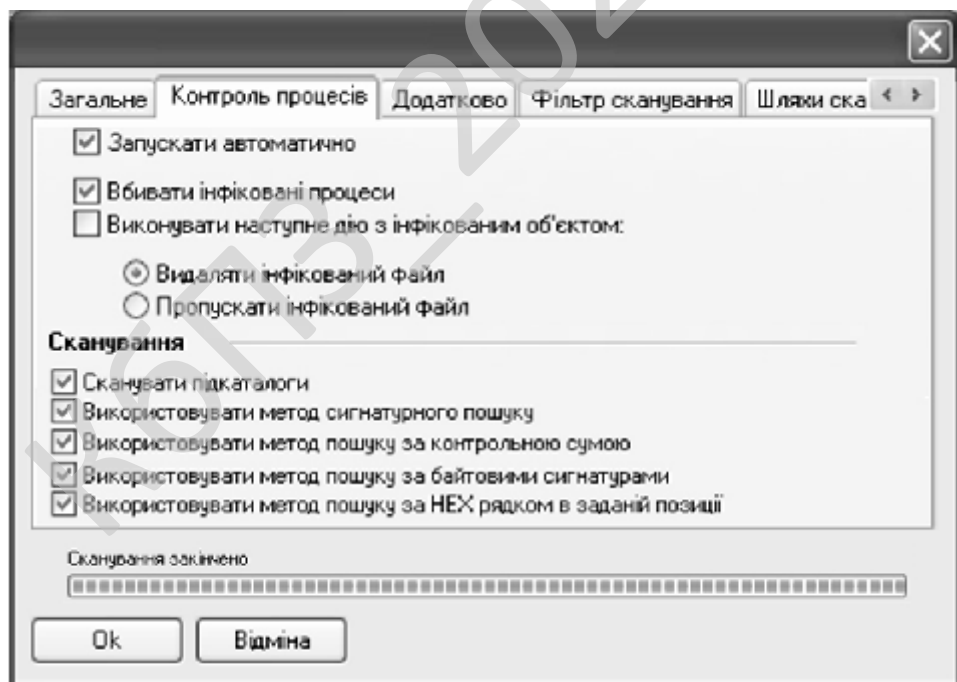 Загальне Контроль процесів Додатково Фільтр сканування Шляхи ска
Запускати автоматично
Вбивати інфіковані процеси
Виконувати наступне дію з інфікованим об'єктом:
Видаляти інфікований файл
Пропускати інфікований файл
Сканування
Сканувати підкаталоги
Використовувати метод сигнатурного пошуку
Використовувати метод пошуку за контрольною сумою
Використовувати метод пошуку за байтовими сигнатурами
Використовувати метод пошуку за HEX рядком в заданій позиції
Сканування закінчено
Ok Відміна